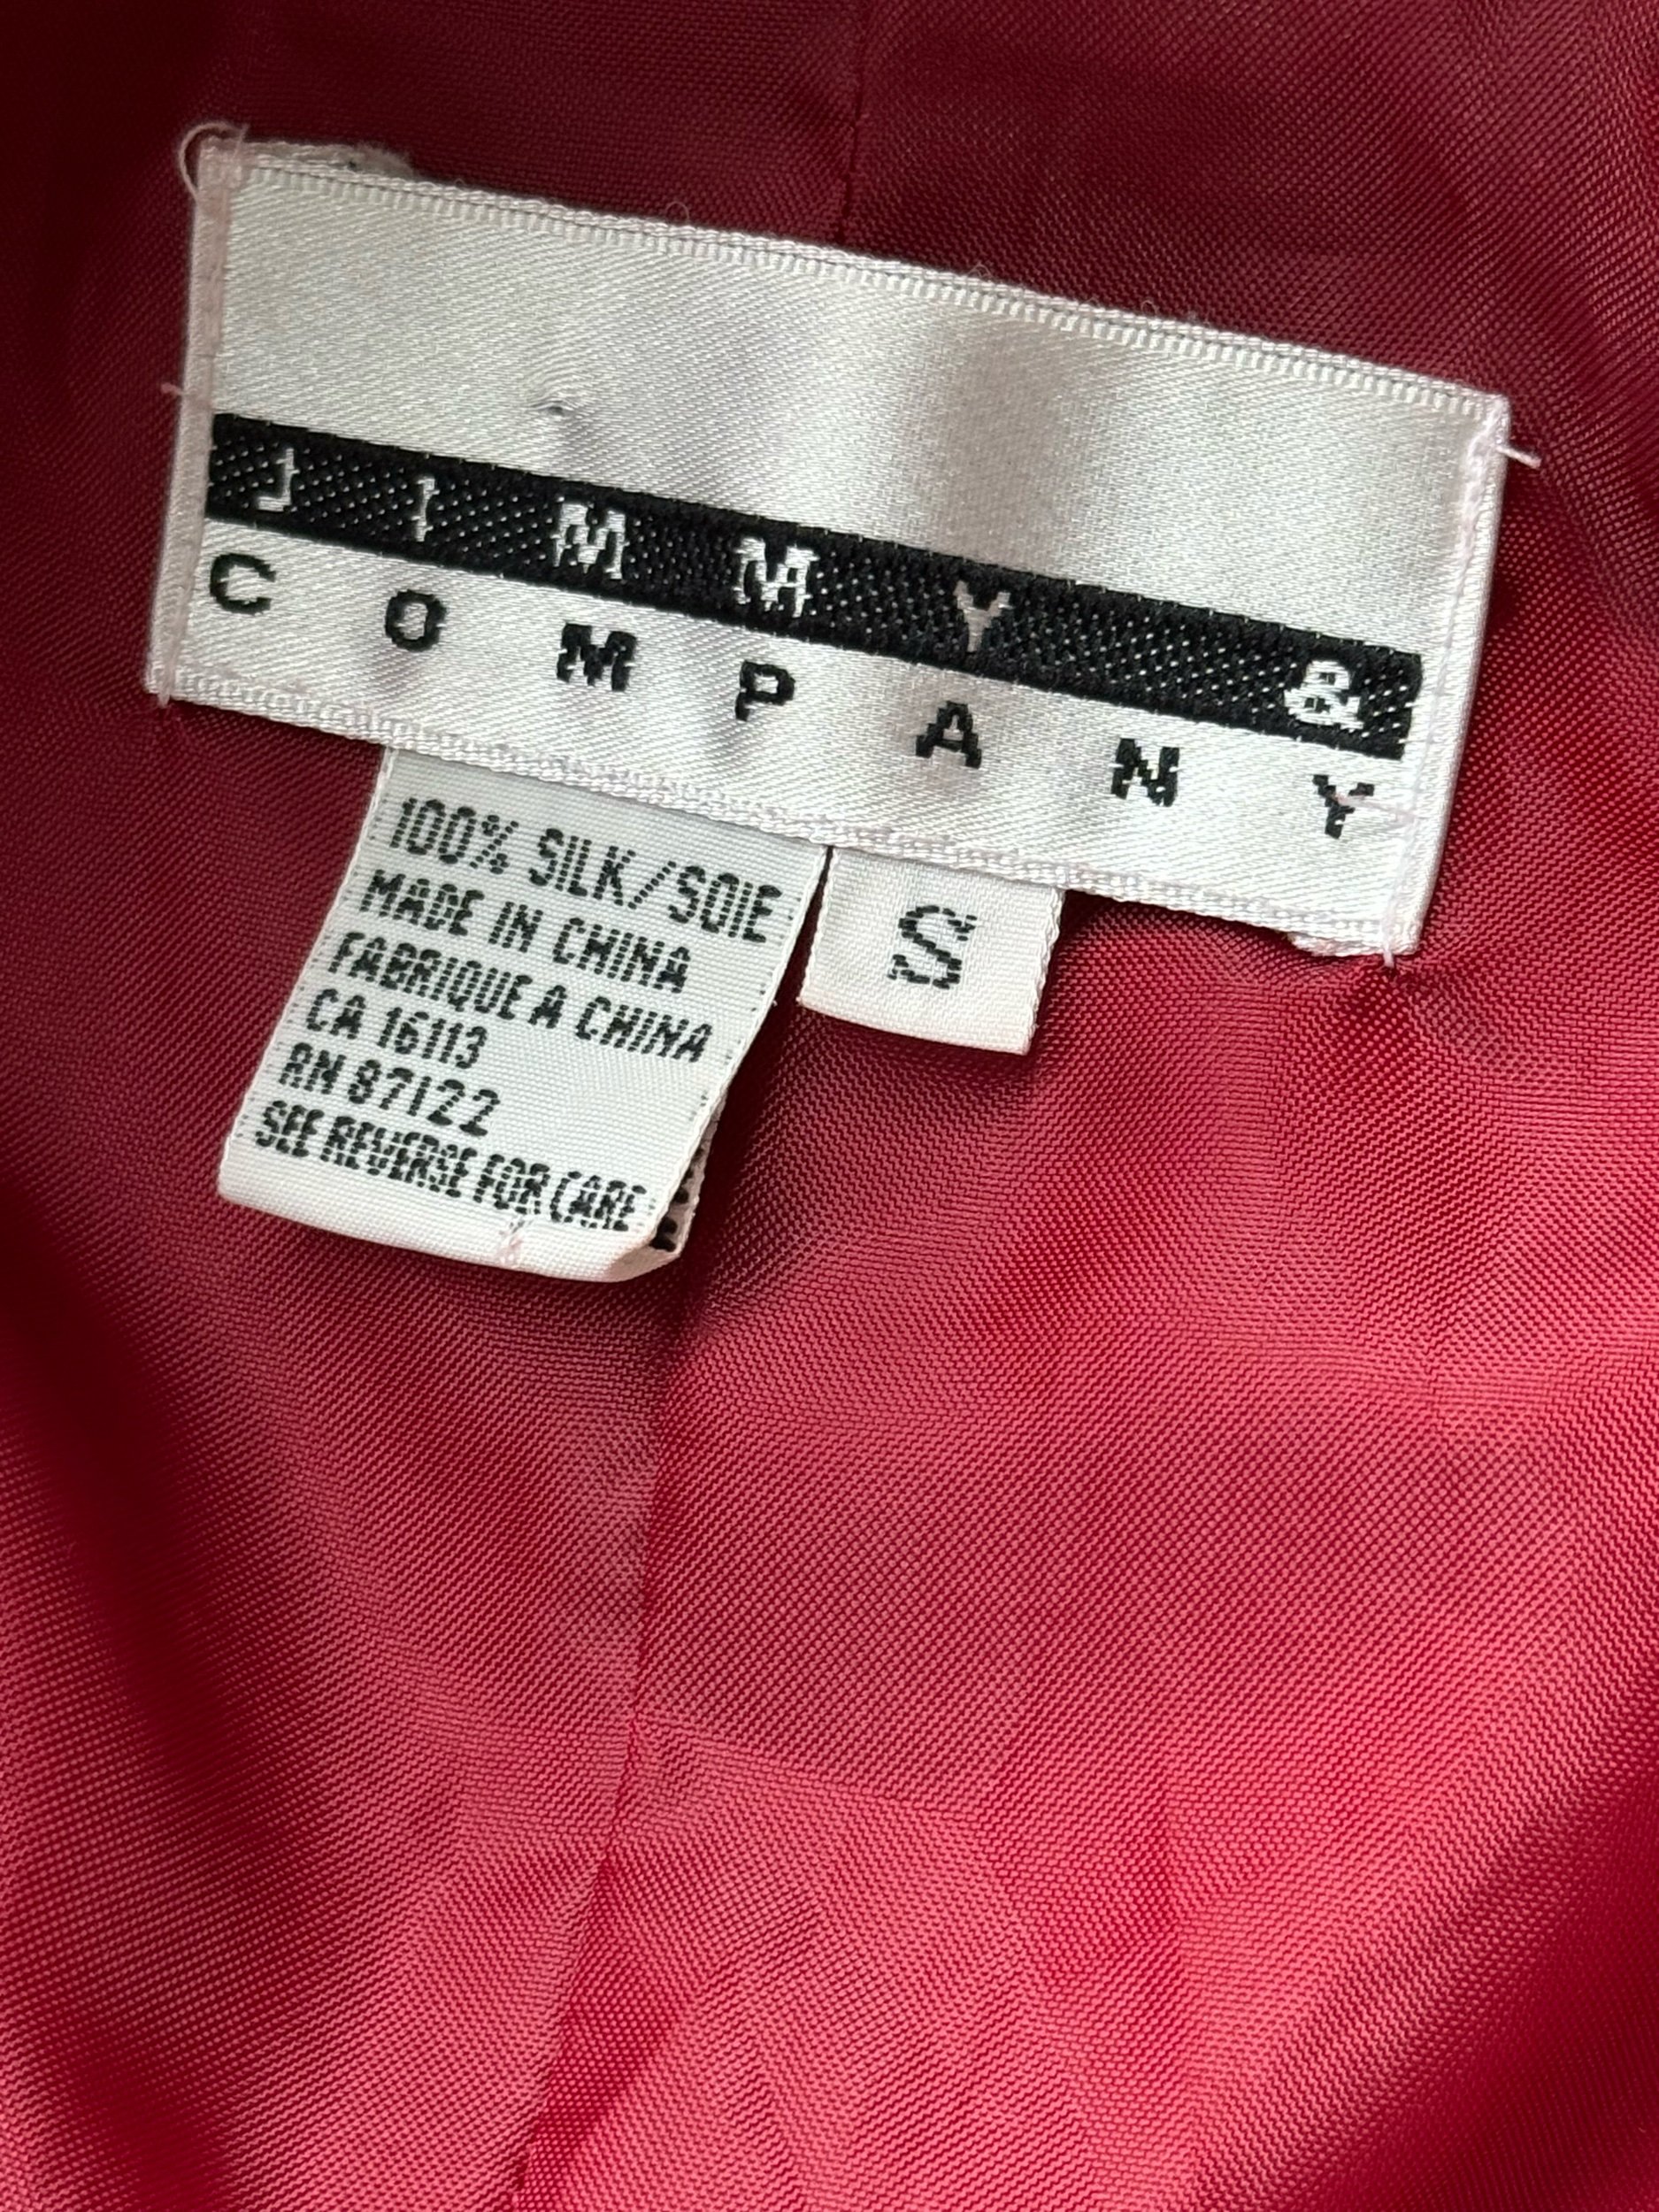 JIMMY &
COMPANY
100% SILK/SOIE
MADE IN CHINA
FABRIQUE A CHINA
CA 16113
RN 87122
SEE REVERSE FOR CARE
S